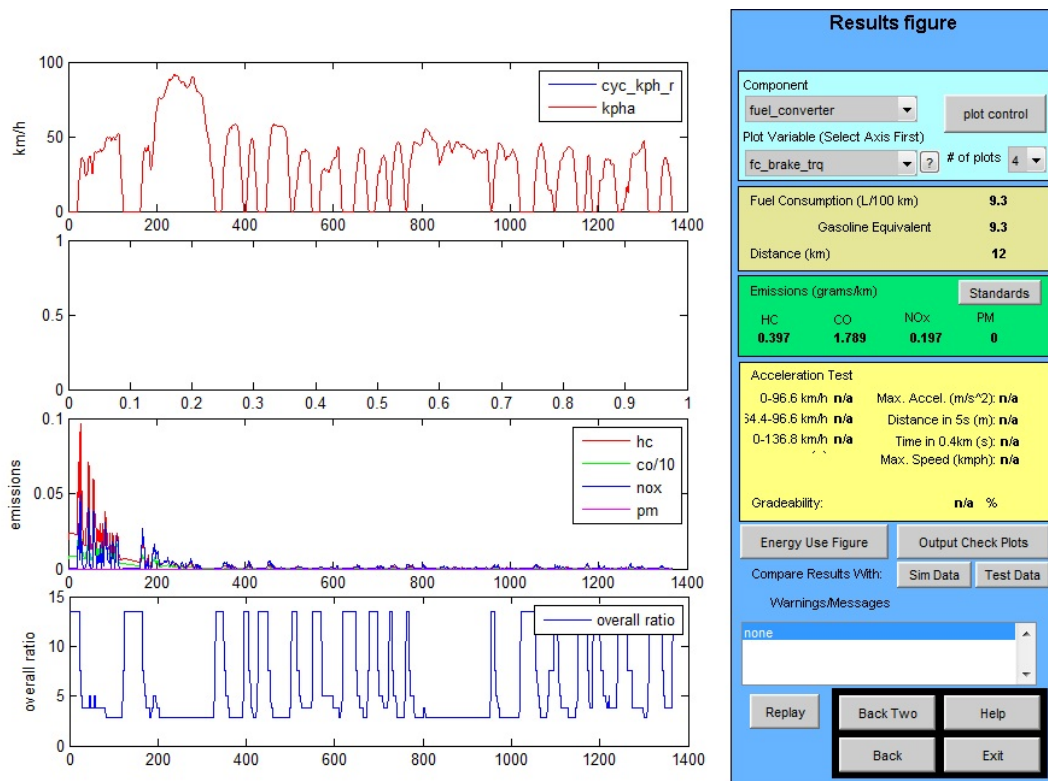 Results figure
100
50
0
km/h
cyc_kph_r
kpha
0 200 400 600 800 1000 1200 1400
1
0.5
0
0 0.1 0.2 0.3 0.4 0.5 0.6 0.7 0.8 0.9 1
0.1
0.05
0
emissions
hc
co/10
nox
pm
0 200 400 600 800 1000 1200 1400
15
10
5
0
overall ratio
overall ratio
0 200 400 600 800 1000 1200 1400
Component
fuel_converter
plot control
Plot Variable (Select Axis First)
fc_brake_trq ? # of plots 4
Fuel Consumption (L/100 km) 9.3
Gasoline Equivalent 9.3
Distance (km) 12
Emissions (grams/km) Standards
HC CO NOx PM
0.397 1.789 0.197 0
Acceleration Test
0-96.6 km/h n/a Max. Accel. (m/s^2): n/a
4.4-96.6 km/h n/a Distance in 5s (m): n/a
0-136.8 km/h n/a Time in 0.4km (s): n/a
Max. Speed (kmph): n/a
Gradeability: n/a %
Energy Use Figure Output Check Plots
Compare Results With: Sim Data Test Data
Warnings/Messages
none
Replay Back Two Help
Back Exit